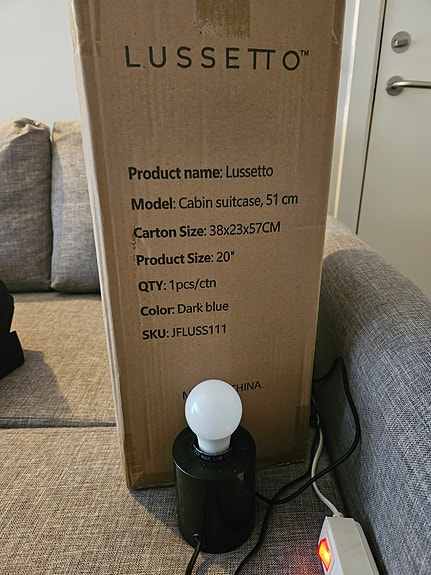 LUSSETTO™
Product name: Lussetto
Model: Cabin suitcase, 51 cm
Carton Size: 38x23x57CM
Product Size: 20"
QTY: 1pcs/ctn
Color: Dark blue
SKU: JFLUSS111